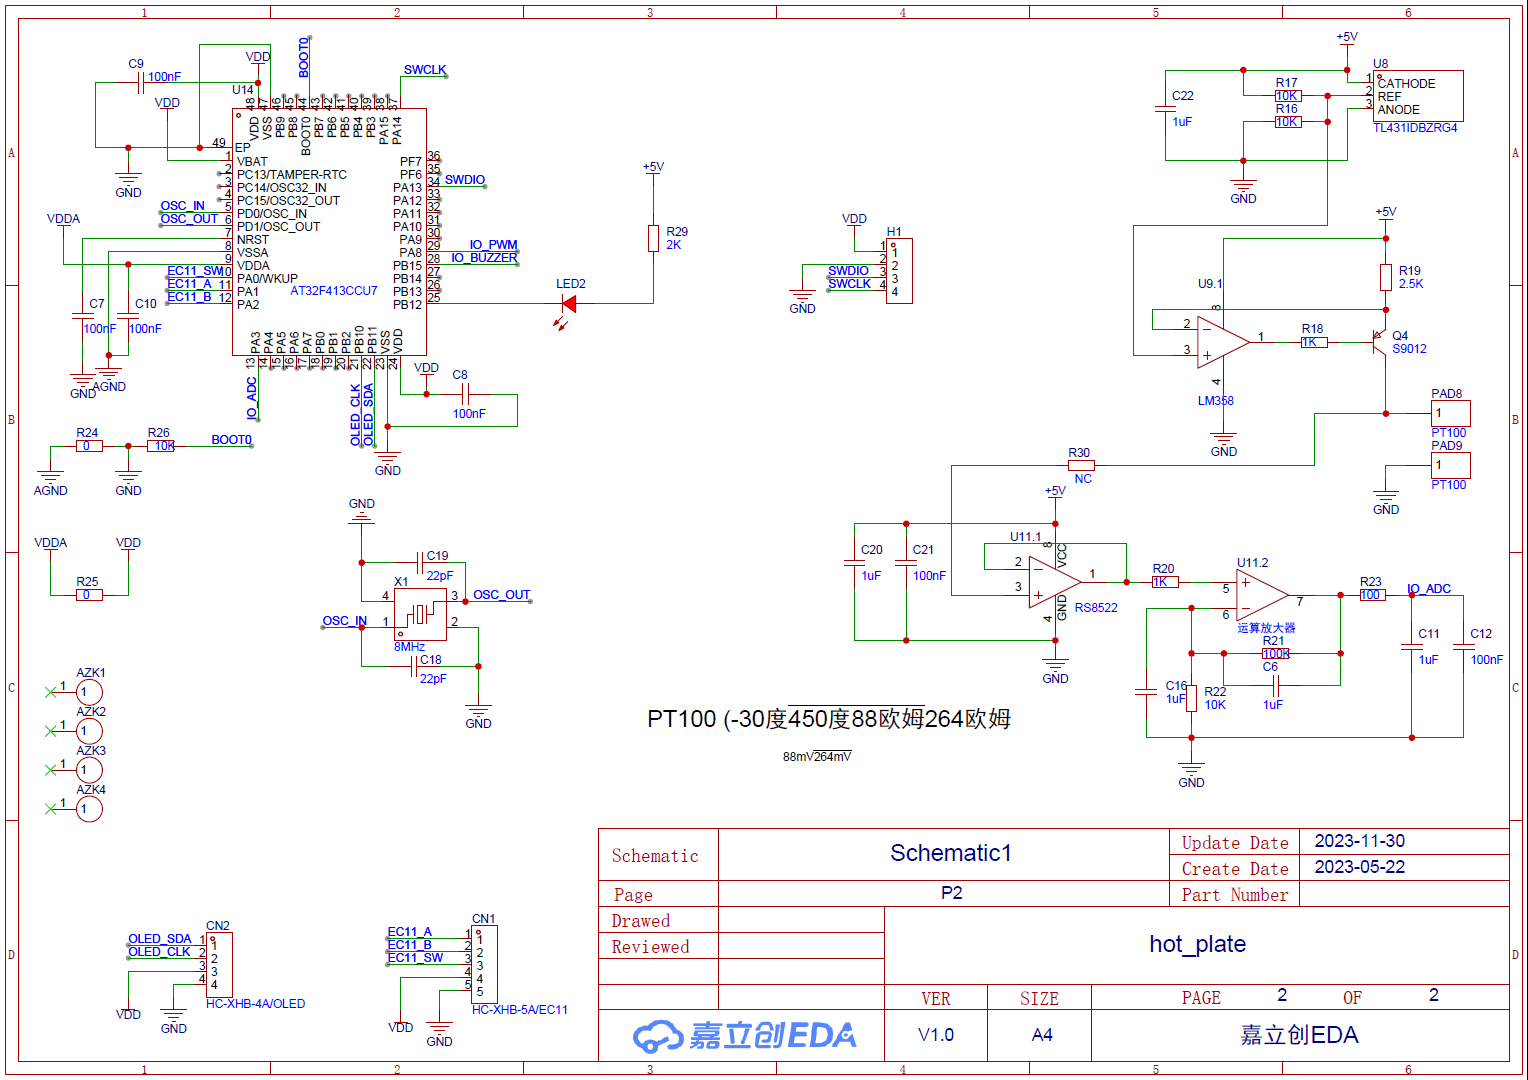 1 2 3 4 5 6
A
B
C
D
C9
100nF
VDD
VDD
U14
BOOT0
SWCLK
48 47 46 45 44 43 42 41 40 39 38 37
VDD VSS PB9 PB8 BOOT0 PB7 PB6 PB5 PB4 PB3 PA15 PA14
GND
49 EP
1 VBAT
2 PC13/TAMPER-RTC
3 PC14/OSC32_IN
4 PC15/OSC32_OUT
OSC_IN 5 PD0/OSC_IN
OSC_OUT 6 PD1/OSC_OUT
7 NRST
8 VSSA
9 VDDA
EC11_SW 10 PA0/WKUP
EC11_A 11 PA1
EC11_B 12 PA2
AT32F413CCU7
PF7 36
PF6 35
PA13 34 SWDIO
PA12 33
PA11 32
PA10 31
PA9 30
PA8 29 IO_PWM
PB15 28 IO_BUZZER
PB14 27
PB13 26
PB12 25
PA3 PA4 PA5 PA6 PA7 PB0 PB1 PB2 PB10 PB11 VSS VDD
13 14 15 16 17 18 19 20 21 22 23 24
IO_ADC
OLED_CLK
OLED_SDA
VDDA
C7
100nF
C10
100nF
GND
AGND
VDD
C8
100nF
GND
+5V
R29
2K
LED2
VDD
H1
1 1
2 2
SWDIO 3 3
SWCLK 4 4
GND
+5V
U8
1 CATHODE
2 REF
3 ANODE
TL431IDBZRG4
R17
10K
R16
10K
C22
1uF
GND
+5V
R19
2.5K
U9.1
8
2
3
1
4
LM358
R18
1K
Q4
S9012
GND
PAD8
1
PT100
PAD9
1
PT100
GND
R24
0
R26
10K
BOOT0
AGND
GND
VDDA
VDD
R25
0
GND
C19
22pF
X1
4 3 OSC_OUT
OSC_IN 1 2
8MHz
C18
22pF
GND
R30
NC
+5V
C20
1uF
C21
100nF
U11.1
8
VCC
2
3
1
4
GND
RS8522
GND
R20
1K
U11.2
5
6
7
运算放大器
R21
100K
C6
1uF
C16
1uF
R22
10K
GND
R23
100
IO_ADC
C11
1uF
C12
100nF
AZK1
1 1
AZK2
1 1
AZK3
1 1
AZK4
1 1
PT100 (-30度450度88欧姆264欧姆
88mV264mV
CN2
OLED_SDA 1 1
OLED_CLK 2 2
3 3
4 4
HC-XHB-4A/OLED
VDD
GND
CN1
EC11_A 1 1
EC11_B 2 2
EC11_SW 3 3
4 4
5 5
HC-XHB-5A/EC11
VDD
GND
Schematic Schematic1 Update Date 2023-11-30
Create Date 2023-05-22
Page P2 Part Number
Drawed
Reviewed
hot_plate
VER SIZE PAGE 2 OF 2
嘉立创EDA V1.0 A4 嘉立创EDA
1 2 3 4 5 6
A
B
C
D